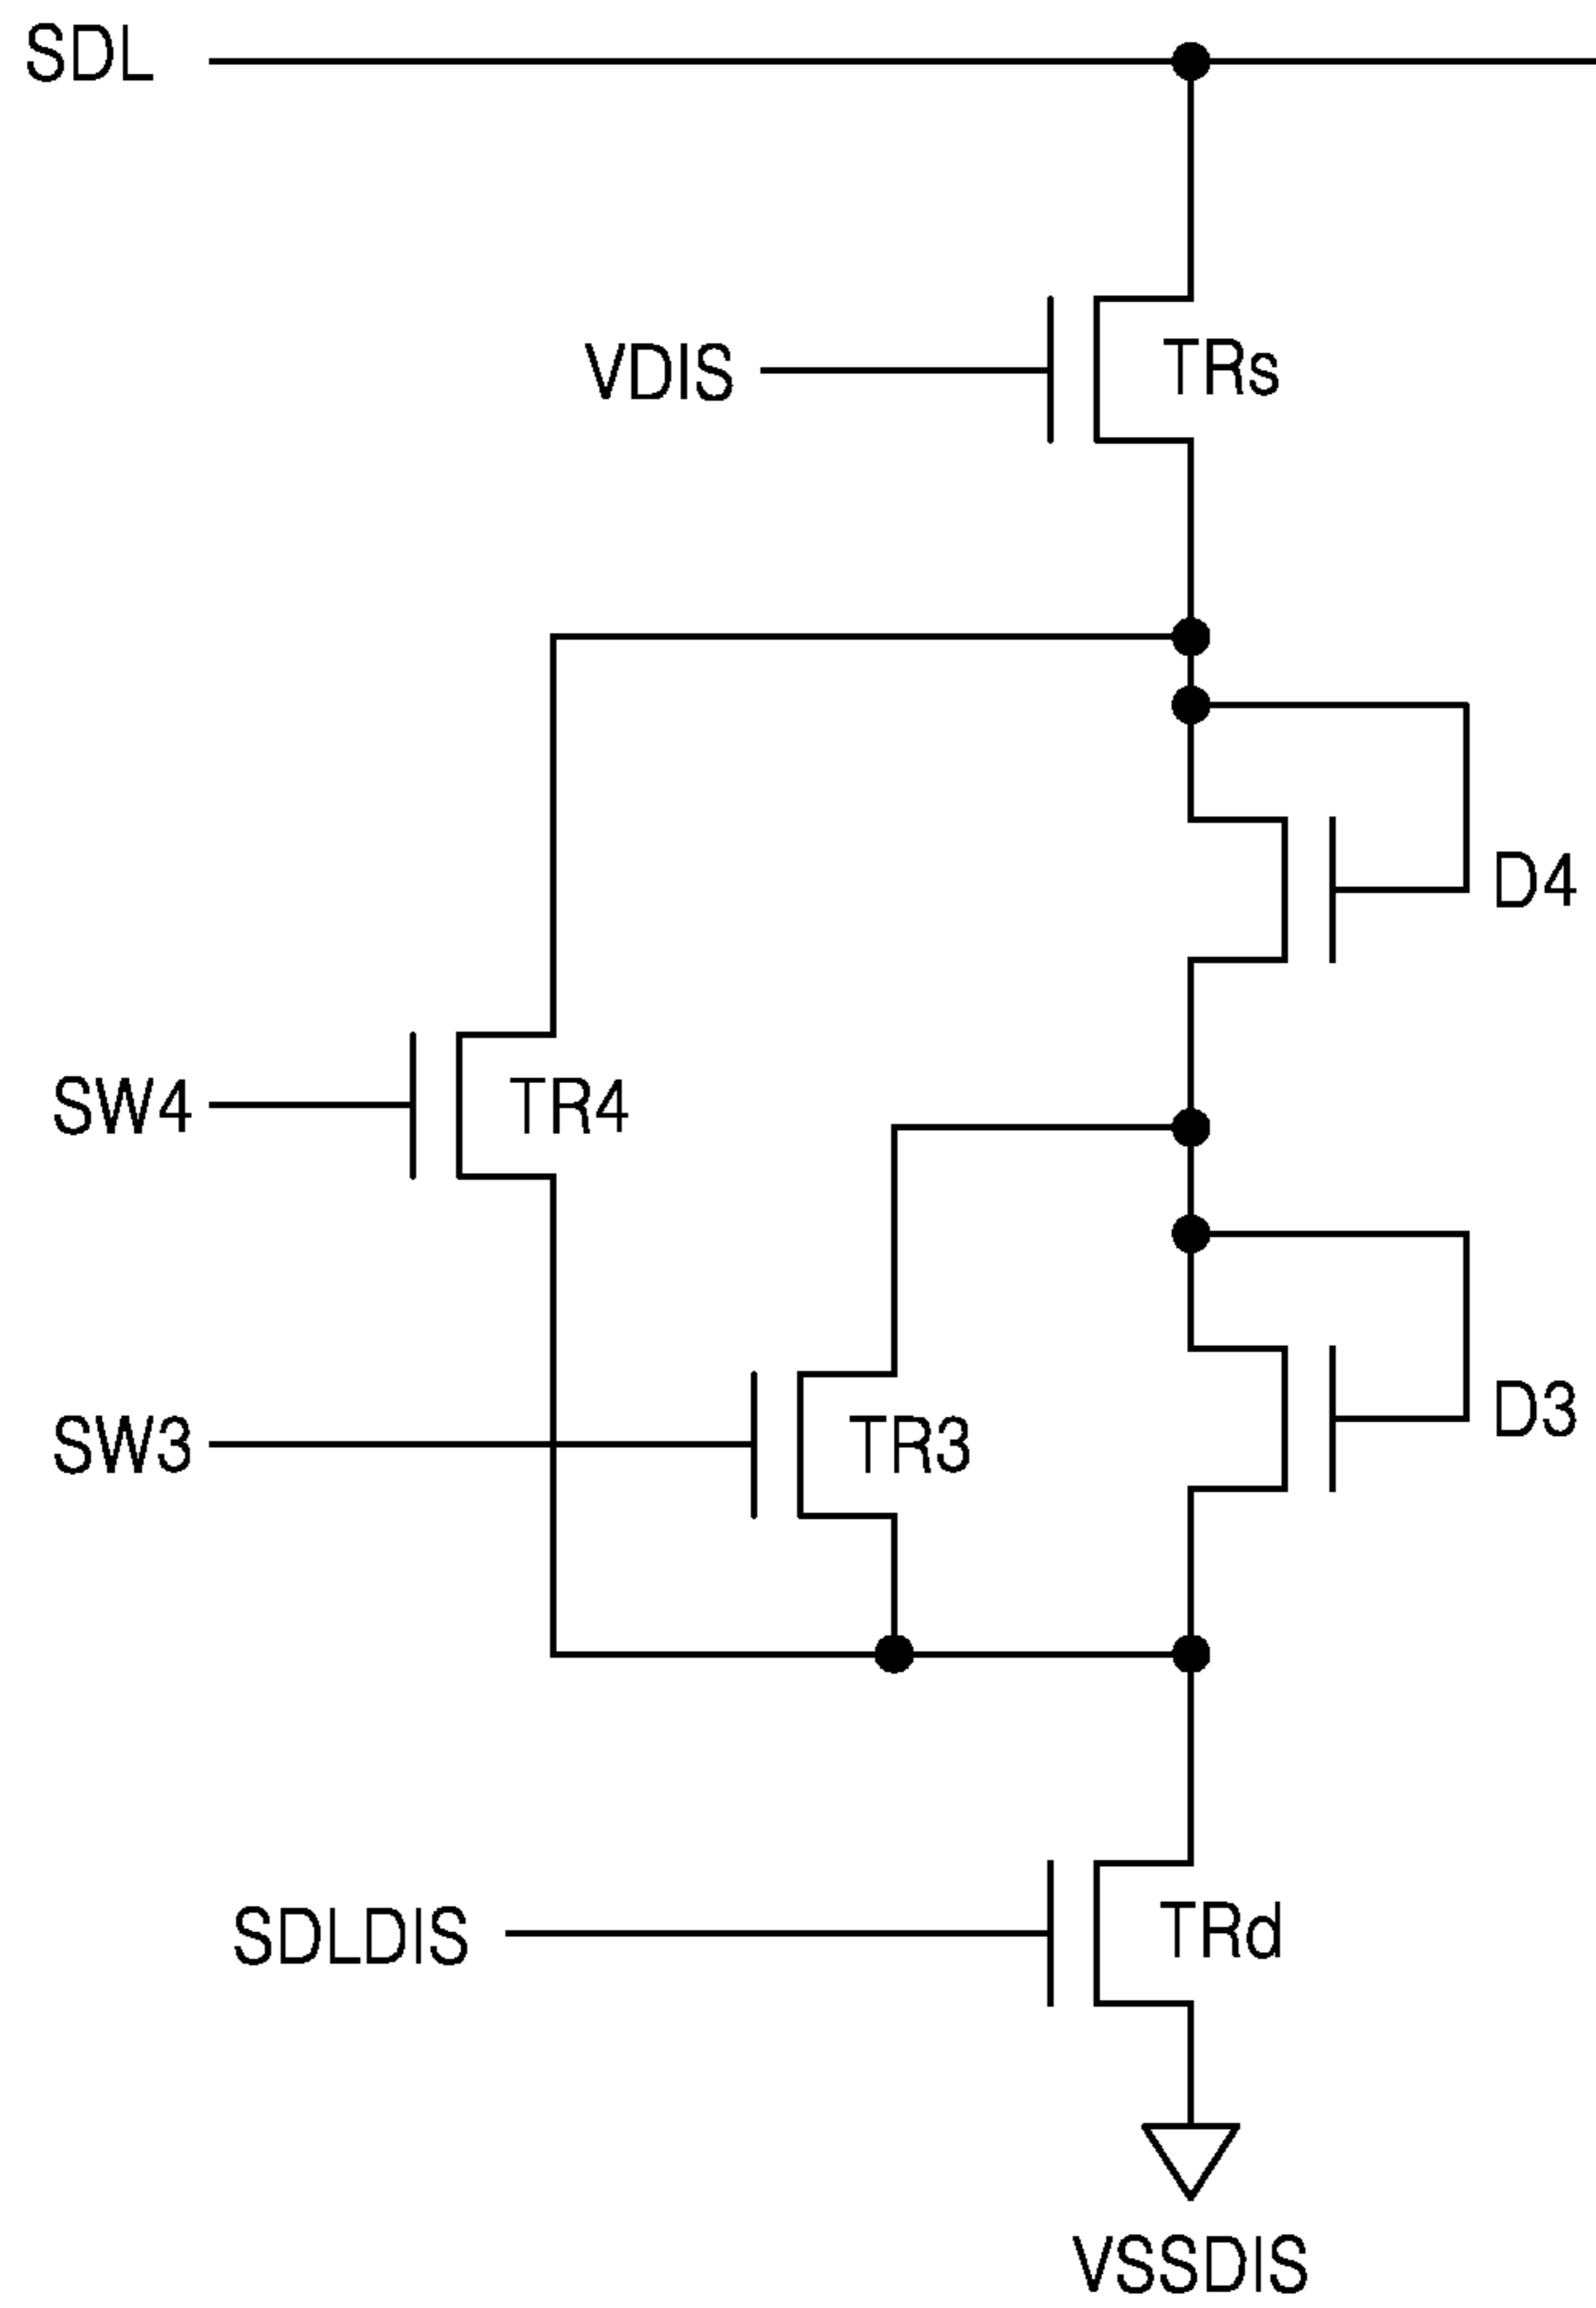 SDL
VDIS
TRs
D4
SW4
TR4
SW3
TR3
D3
SDLDIS
TRd
VSSDIS